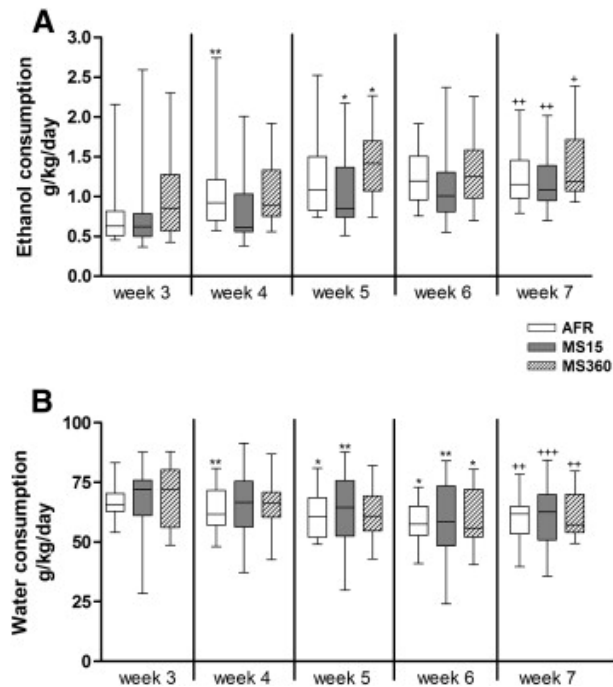 A
Ethanol consumption
g/kg/day
3.0
2.5
2.0
1.5
1.0
0.5
0.0
**
*
*
++
++
+
week 3 week 4 week 5 week 6 week 7
AFR
MS15
MS360
B
Water consumption
g/kg/day
100
75
50
25
0
**
*
**
*
**
*
++
+++
++
week 3 week 4 week 5 week 6 week 7